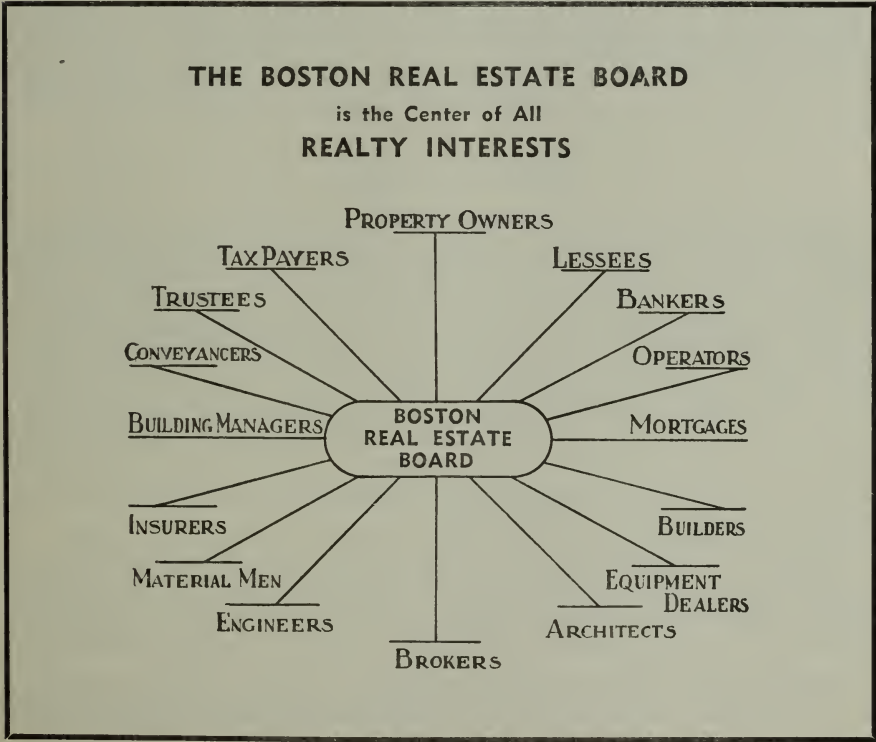 THE BOSTON REAL ESTATE BOARD
is the Center of All
REALTY INTERESTS
PROPERTY OWNERS
TAX PAYERS
LESSEES
TRUSTEES
BANKERS
CONVEYANCERS
OPERATORS
BUILDING MANAGERS
BOSTON
REAL ESTATE
BOARD
MORTGAGES
INSURERS
BUILDERS
MATERIAL MEN
EQUIPMENT
DEALERS
ENGINEERS
ARCHITECTS
BROKERS